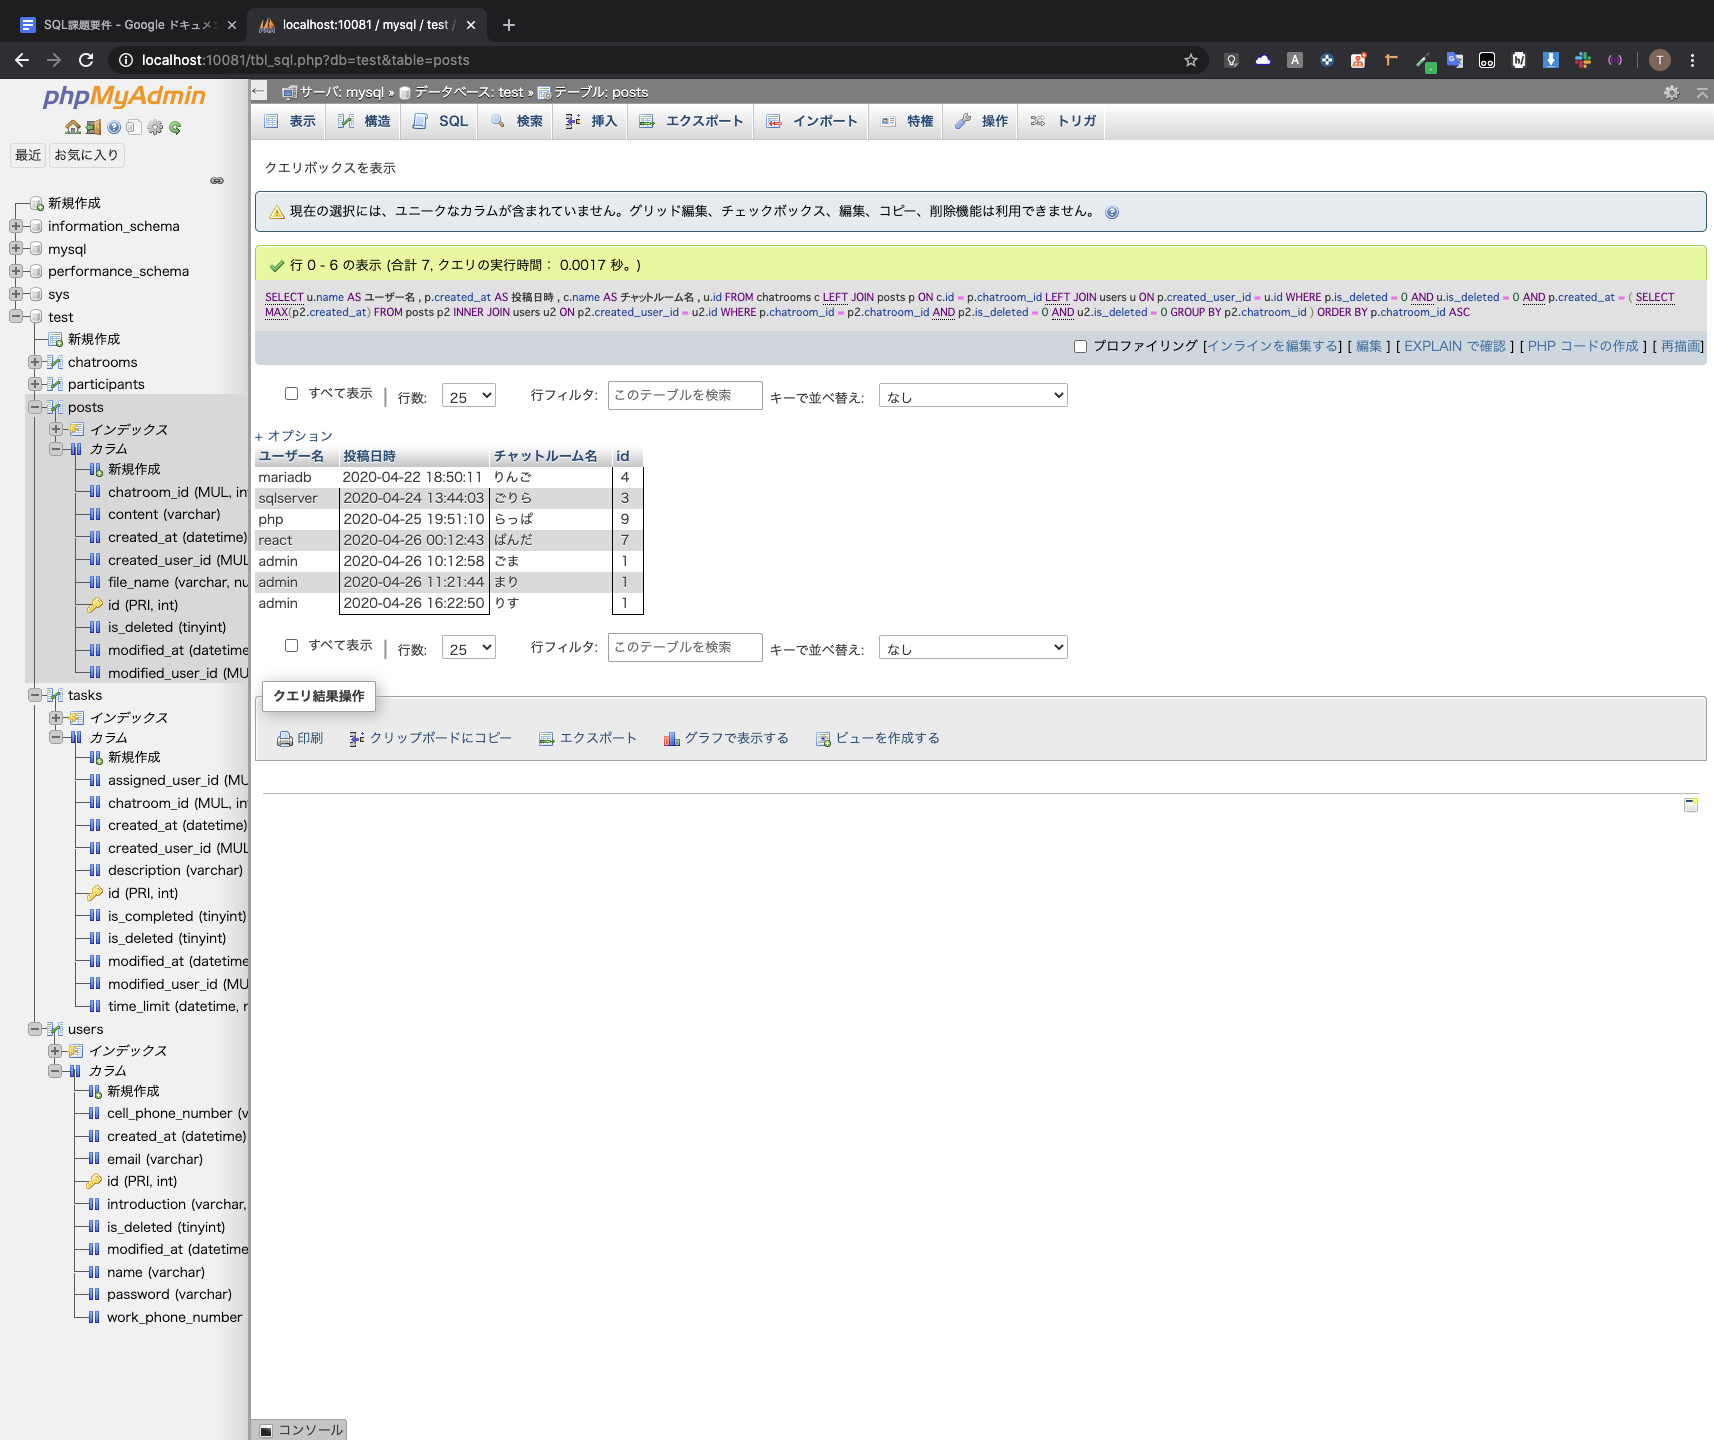 SQL課題要件 - Google ドキュメン
localhost:10081 / mysql / test /
localhost:10081/tbl_sql.php?db=test&table=posts
T
phpMyAdmin
最近
お気に入り
新規作成
information_schema
mysql
performance_schema
sys
test
新規作成
chatrooms
participants
posts
インデックス
カラム
新規作成
chatroom_id (MUL, in
content (varchar)
created_at (datetime)
created_user_id (MUL
file_name (varchar, nu
id (PRI, int)
is_deleted (tinyint)
modified_at (datetime
modified_user_id (MU
tasks
インデックス
カラム
新規作成
assigned_user_id (MU
chatroom_id (MUL, in
created_at (datetime)
created_user_id (MUL
description (varchar)
id (PRI, int)
is_completed (tinyint)
is_deleted (tinyint)
modified_at (datetime
modified_user_id (MU
time_limit (datetime, r
users
インデックス
カラム
新規作成
cell_phone_number (v
created_at (datetime)
email (varchar)
id (PRI, int)
introduction (varchar,
is_deleted (tinyint)
modified_at (datetime
name (varchar)
password (varchar)
work_phone_number
サーバ: mysql » データベース: test » テーブル: posts
表示 構造 SQL 検索 挿入 エクスポート インポート 特権 操作 トリガ
クエリボックスを表示
現在の選択には、ユニークなカラムが含まれていません。グリッド編集、チェックボックス、編集、コピー、削除機能は利用できません。
行 0 - 6 の表示 (合計 7, クエリの実行時間： 0.0017 秒。)
SELECT u.name AS ユーザー名 , p.created_at AS 投稿日時 , c.name AS チャットルーム名 , u.id FROM chatrooms c LEFT JOIN posts p ON c.id = p.chatroom_id LEFT JOIN users u ON p.created_user_id = u.id WHERE p.is_deleted = 0 AND u.is_deleted = 0 AND p.created_at = ( SELECT
MAX(p2.created_at) FROM posts p2 INNER JOIN users u2 ON p2.created_user_id = u2.id WHERE p.chatroom_id = p2.chatroom_id AND p2.is_deleted = 0 AND u2.is_deleted = 0 GROUP BY p2.chatroom_id ) ORDER BY p.chatroom_id ASC
プロファイリング [インラインを編集する] [ 編集 ] [ EXPLAIN で確認 ] [ PHP コードの作成 ] [ 再描画]
すべて表示 | 行数: 25 行フィルタ: このテーブルを検索 キーで並べ替え: なし
+ オプション
ユーザー名 投稿日時 チャットルーム名 id
mariadb 2020-04-22 18:50:11 りんご 4
sqlserver 2020-04-24 13:44:03 ごりら 3
php 2020-04-25 19:51:10 らっぱ 9
react 2020-04-26 00:12:43 ぱんだ 7
admin 2020-04-26 10:12:58 ごま 1
admin 2020-04-26 11:21:44 まり 1
admin 2020-04-26 16:22:50 りす 1
すべて表示 | 行数: 25 行フィルタ: このテーブルを検索 キーで並べ替え: なし
クエリ結果操作
印刷 クリップボードにコピー エクスポート グラフで表示する ビューを作成する
コンソール